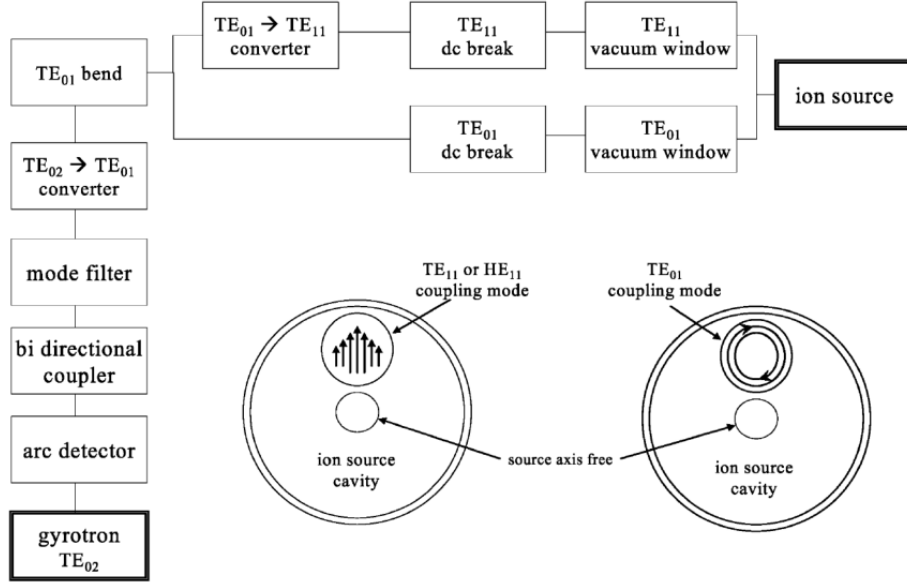 TE₀₁ → TE₁₁
converter
TE₁₁
dc break
TE₁₁
vacuum window
TE₀₁ bend
ion source
TE₀₁
dc break
TE₀₁
vacuum window
TE₀₂ → TE₀₁
converter
mode filter
bi directional
coupler
arc detector
gyrotron
TE₀₂
TE₁₁ or HE₁₁
coupling mode
TE₀₁
coupling mode
source axis free
ion source
cavity
ion source
cavity